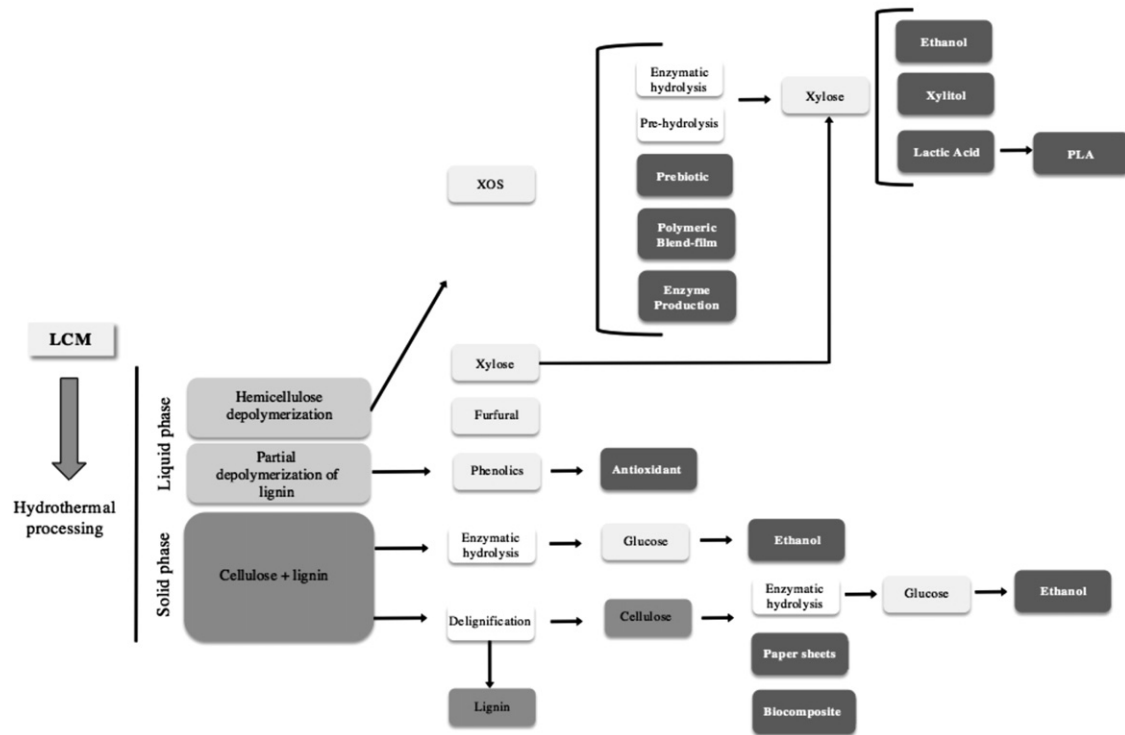 Ethanol
Enzymatic
hydrolysis
Xylose
Xylitol
Pre-hydrolysis
Lactic Acid
PLA
XOS
Prebiotic
Polymeric
Blend-film
Enzyme
Production
LCM
Xylose
Liquid phase
Hemicellulose
depolymerization
Furfural
Partial
depolymerization of
lignin
Phenolics
Antioxidant
Hydrothermal
processing
Solid phase
Cellulose + lignin
Enzymatic
hydrolysis
Glucose
Ethanol
Delignification
Cellulose
Enzymatic
hydrolysis
Glucose
Ethanol
Paper sheets
Lignin
Biocomposite